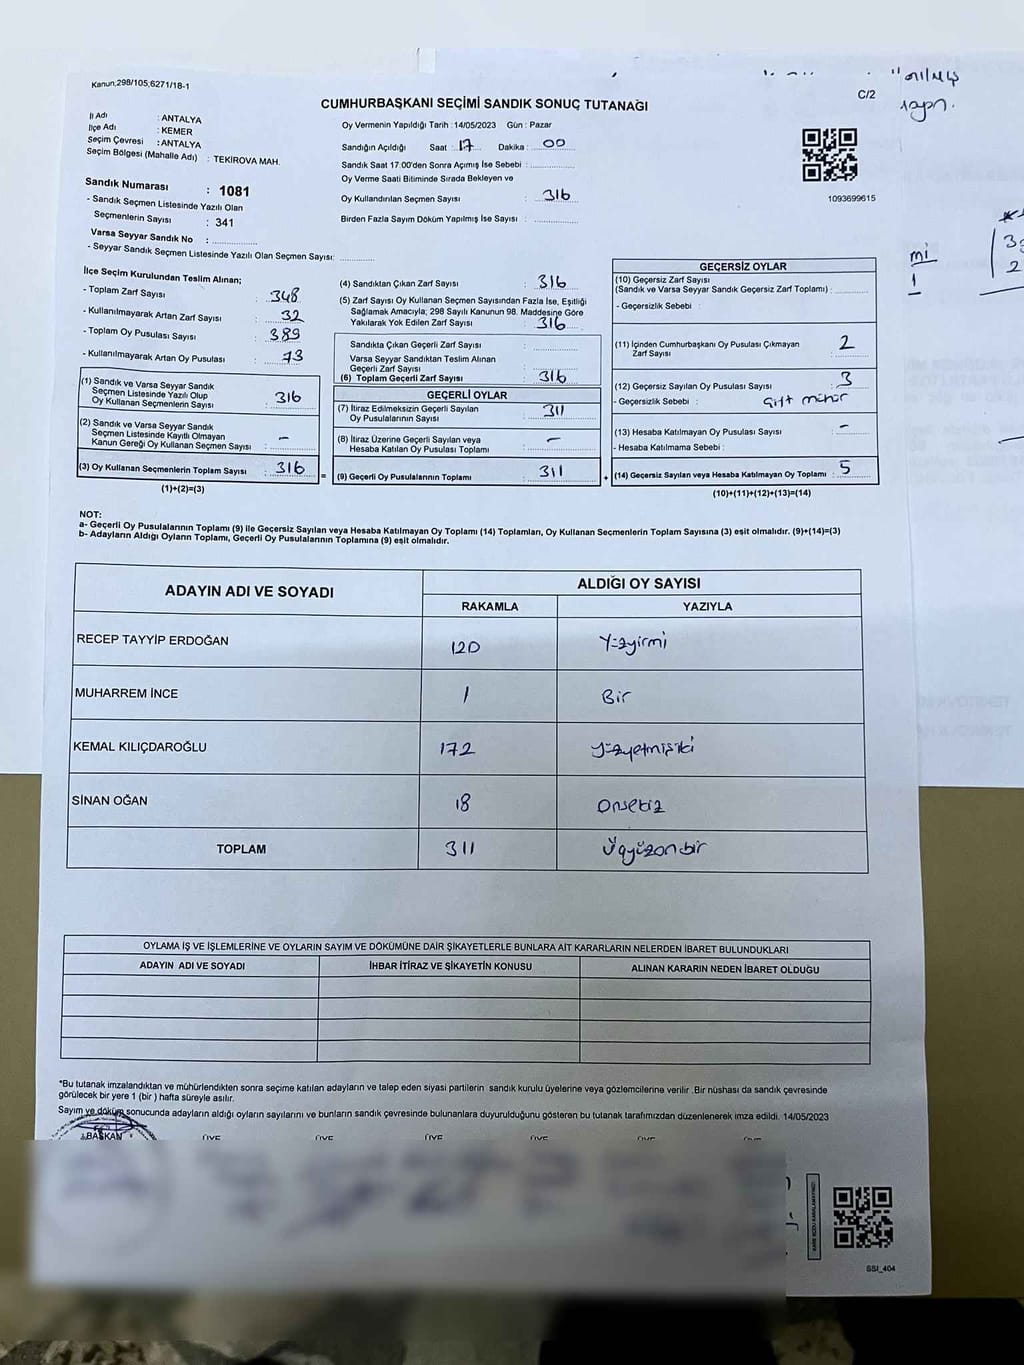 Kanun;298/105;6271/18-1
CUMHURBAŞKANI SEÇİMİ SANDIK SONUÇ TUTANAĞI
C/2
İl Adı : ANTALYA
İlçe Adı : KEMER
Seçim Çevresi : ANTALYA
Seçim Bölgesi (Mahalle Adı) : TEKİROVA MAH.
Sandık Numarası : 1081
- Sandık Seçmen Listesinde Yazılı Olan
Seçmenlerin Sayısı : 341
Varsa Seyyar Sandık No :
- Seyyar Sandık Seçmen Listesinde Yazılı Olan Seçmen Sayısı:
Oy Vermenin Yapıldığı Tarih : 14/05/2023 Gün : Pazar
Sandığın Açıldığı Saat : 17 Dakika : 00
Sandık Saat 17.00'den Sonra Açımış İse Sebebi :
Oy Verme Saati Bitiminde Sırada Bekleyen ve
Oy Kullandırılan Seçmen Sayısı : 316
Birden Fazla Sayım Döküm Yapılmış İse Sayısı :
1093699615
İlçe Seçim Kurulundan Teslim Alınan;
- Toplam Zarf Sayısı : 348
- Kullanılmayarak Artan Zarf Sayısı : 32
- Toplam Oy Pusulası Sayısı : 389
- Kullanılmayarak Artan Oy Pusulası : 73
(1) Sandık ve Varsa Seyyar Sandık
Seçmen Listesinde Yazılı Olup
Oy Kullanan Seçmenlerin Sayısı : 316
(2) Sandık ve Varsa Seyyar Sandık
Seçmen Listesinde Kayıtlı Olmayan
Kanun Gereği Oy Kullanan Seçmen Sayısı : -
(3) Oy Kullanan Seçmenlerin Toplam Sayısı : 316
(1)+(2)=(3)
=
(4) Sandıktan Çıkan Zarf Sayısı : 316
(5) Zarf Sayısı Oy Kullanan Seçmen Sayısından Fazla İse, Eşitliği
Sağlamak Amacıyla; 298 Sayılı Kanunun 98. Maddesine Göre
Yakılarak Yok Edilen Zarf Sayısı : 316
Sandıkta Çıkan Geçerli Zarf Sayısı :
Varsa Seyyar Sandıktan Teslim Alınan
Geçerli Zarf Sayısı :
(6) Toplam Geçerli Zarf Sayısı : 316
GEÇERLİ OYLAR
(7) İtiraz Edilmeksizin Geçerli Sayılan
Oy Pusulalarının Sayısı : 311
(8) İtiraz Üzerine Geçerli Sayılan veya
Hesaba Katılan Oy Pusulası Toplamı : -
(9) Geçerli Oy Pusulalarının Toplamı : 311
+
GEÇERSİZ OYLAR
(10) Geçersiz Zarf Sayısı
(Sandık ve Varsa Seyyar Sandık Geçersiz Zarf Toplamı) :
- Geçersizlik Sebebi :
(11) İçinden Cumhurbaşkanı Oy Pusulası Çıkmayan
Zarf Sayısı : 2
(12) Geçersiz Sayılan Oy Pusulası Sayısı : 3
- Geçersizlik Sebebi : Çift mühür
(13) Hesaba Katılmayan Oy Pusulası Sayısı : -
- Hesaba Katılmama Sebebi :
(14) Geçersiz Sayılan veya Hesaba Katılmayan Oy Toplamı : 5
(10)+(11)+(12)+(13)=(14)
NOT:
a- Geçerli Oy Pusulalarının Toplamı (9) ile Geçersiz Sayılan veya Hesaba Katılmayan Oy Toplamı (14) Toplamları, Oy Kullanan Seçmenlerin Toplam Sayısına (3) eşit olmalıdır. (9)+(14)=(3)
b- Adayların Aldığı Oyların Toplamı, Geçerli Oy Pusulalarının Toplamına (9) eşit olmalıdır.
ADAYIN ADI VE SOYADI
ALDIĞI OY SAYISI
RAKAMLA YAZIYLA
RECEP TAYYİP ERDOĞAN 120 Yüzyirmi
MUHARREM İNCE 1 Bir
KEMAL KILIÇDAROĞLU 172 yüzyetmişiki
SİNAN OĞAN 18 Onsekiz
TOPLAM 311 Üçyüzonbir
OYLAMA İŞ VE İŞLEMLERİNE VE OYLARIN SAYIM VE DÖKÜMÜNE DAİR ŞİKAYETLERLE BUNLARA AİT KARARLARIN NELERDEN İBARET BULUNDUKLARI
ADAYIN ADI VE SOYADI İHBAR İTİRAZ VE ŞİKAYETİN KONUSU ALINAN KARARIN NEDEN İBARET OLDUĞU
*Bu tutanak imzalandıktan ve mühürlendikten sonra seçime katılan adayların ve talep eden siyasi partilerin sandık kurulu üyelerine veya gözlemcilerine verilir .Bir nüshası da sandık çevresinde
görülecek bir yere 1 (bir ) hafta süreyle asılır.
Sayım ve döküm sonucunda adayların aldığı oyların sayılarını ve bunların sandık çevresinde bulunanlara duyurulduğunu gösteren bu tutanak tarafımızdan düzenlenerek imza edildi. 14/05/2023
BAŞKAN ÜYE ÜYE ÜYE ÜYE ÜYE ÜYE
SSI_404
mi
1